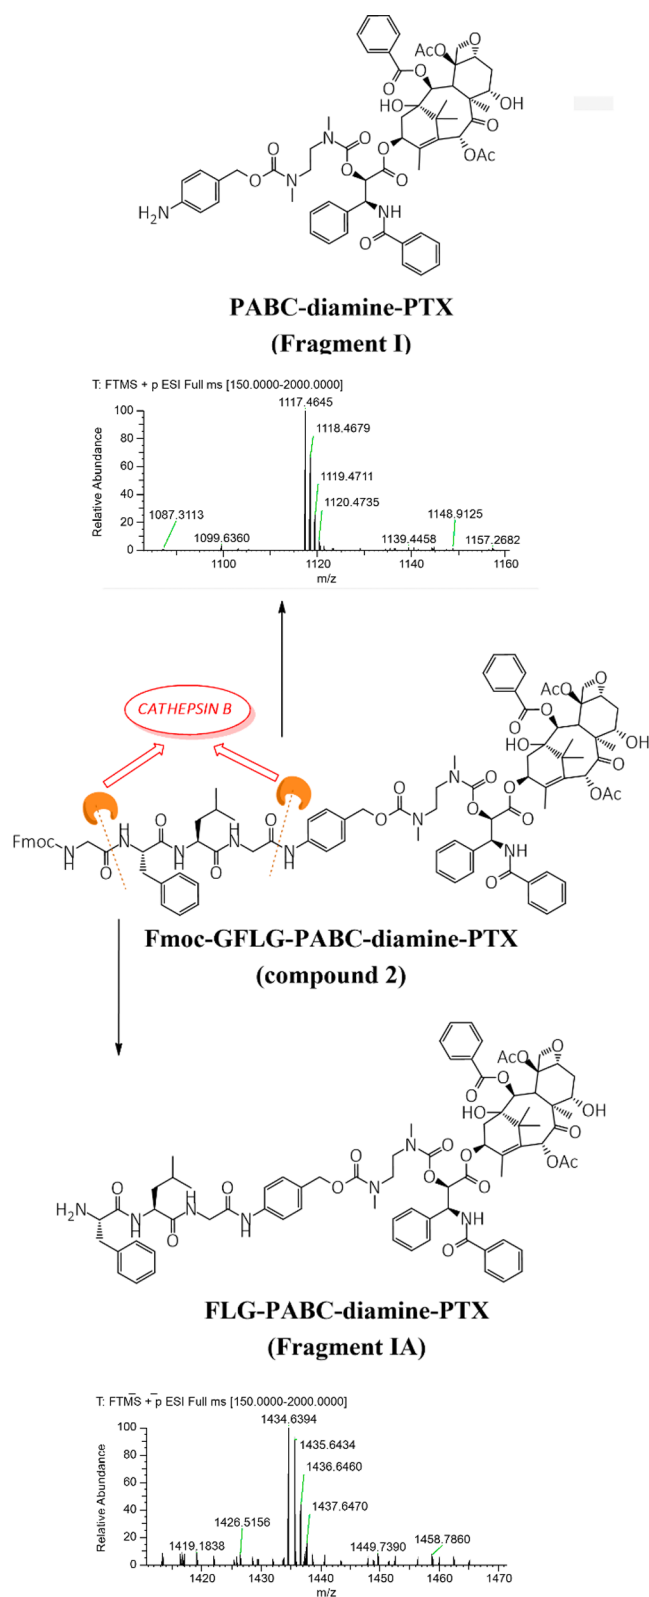 O
AcO
O
O
O
HO
OH
O
O
O
OAc
N
O
O
N
O
O
O
H2N
NH
O
PABC-diamine-PTX
(Fragment I)
T: FTMS + p ESI Full ms [150.0000-2000.0000]
1117.4645
100
1118.4679
80
60
1119.4711
1120.4735
40
1087.3113
1148.9125
20
1099.6360
1139.4458
1157.2682
0
Relative Abundance
1100
1120
1140
1160
m/z
CATHEPSIN B
O
AcO
O
O
O
HO
OH
O
O
O
OAc
N
O
O
N
O
O
O
Fmoc
N
H
O
H
N
O
N
H
O
H
N
O
N
H
NH
O
Fmoc-GFLG-PABC-diamine-PTX
(compound 2)
O
AcO
O
O
O
HO
OH
O
O
O
OAc
N
O
O
N
O
O
O
H2N
O
N
H
O
H
N
O
N
H
NH
O
FLG-PABC-diamine-PTX
(Fragment IA)
T: FTMS + p ESI Full ms [150.0000-2000.0000]
1434.6394
100
1435.6434
80
1436.6460
60
1437.6470
40
1426.5156
20
1419.1838
1449.7390
1458.7860
0
Relative Abundance
1420
1430
1440
1450
1460
1470
m/z